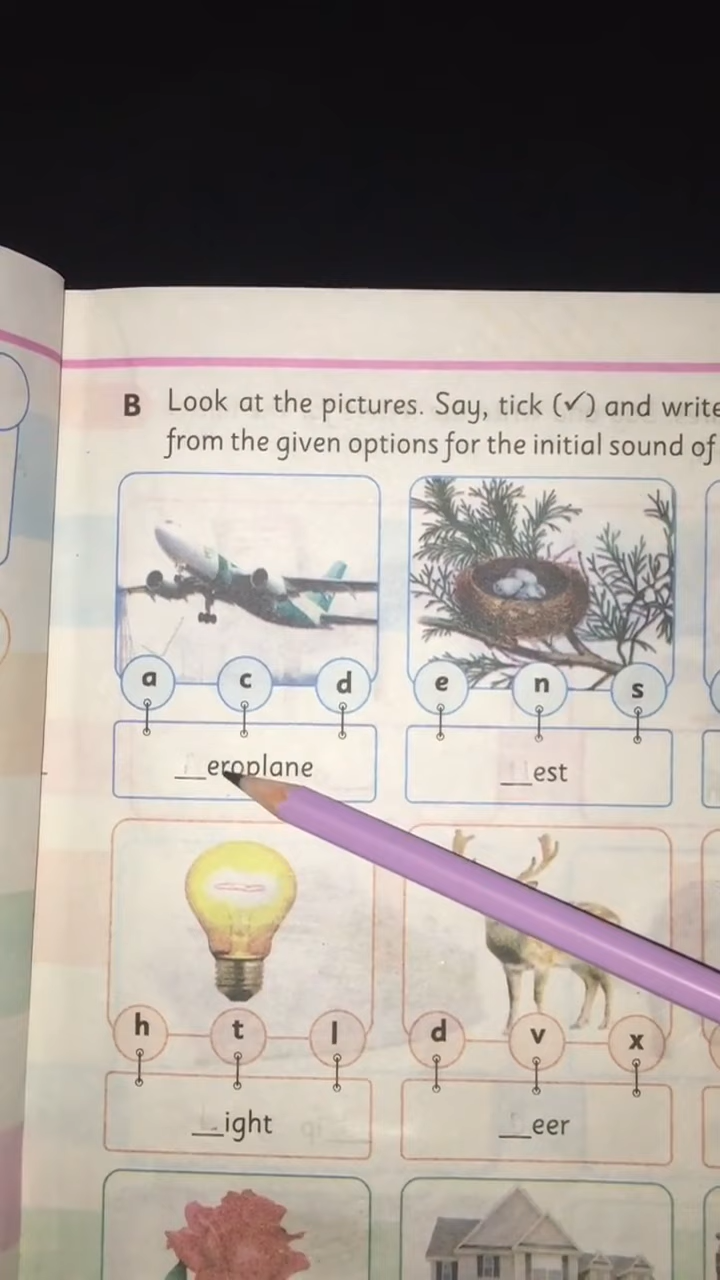 B Look at the pictures. Say, tick (✓) and write
from the given options for the initial sound of
a c d
e n s
__eroplane
__est
h t l
d v x
__ight
__eer